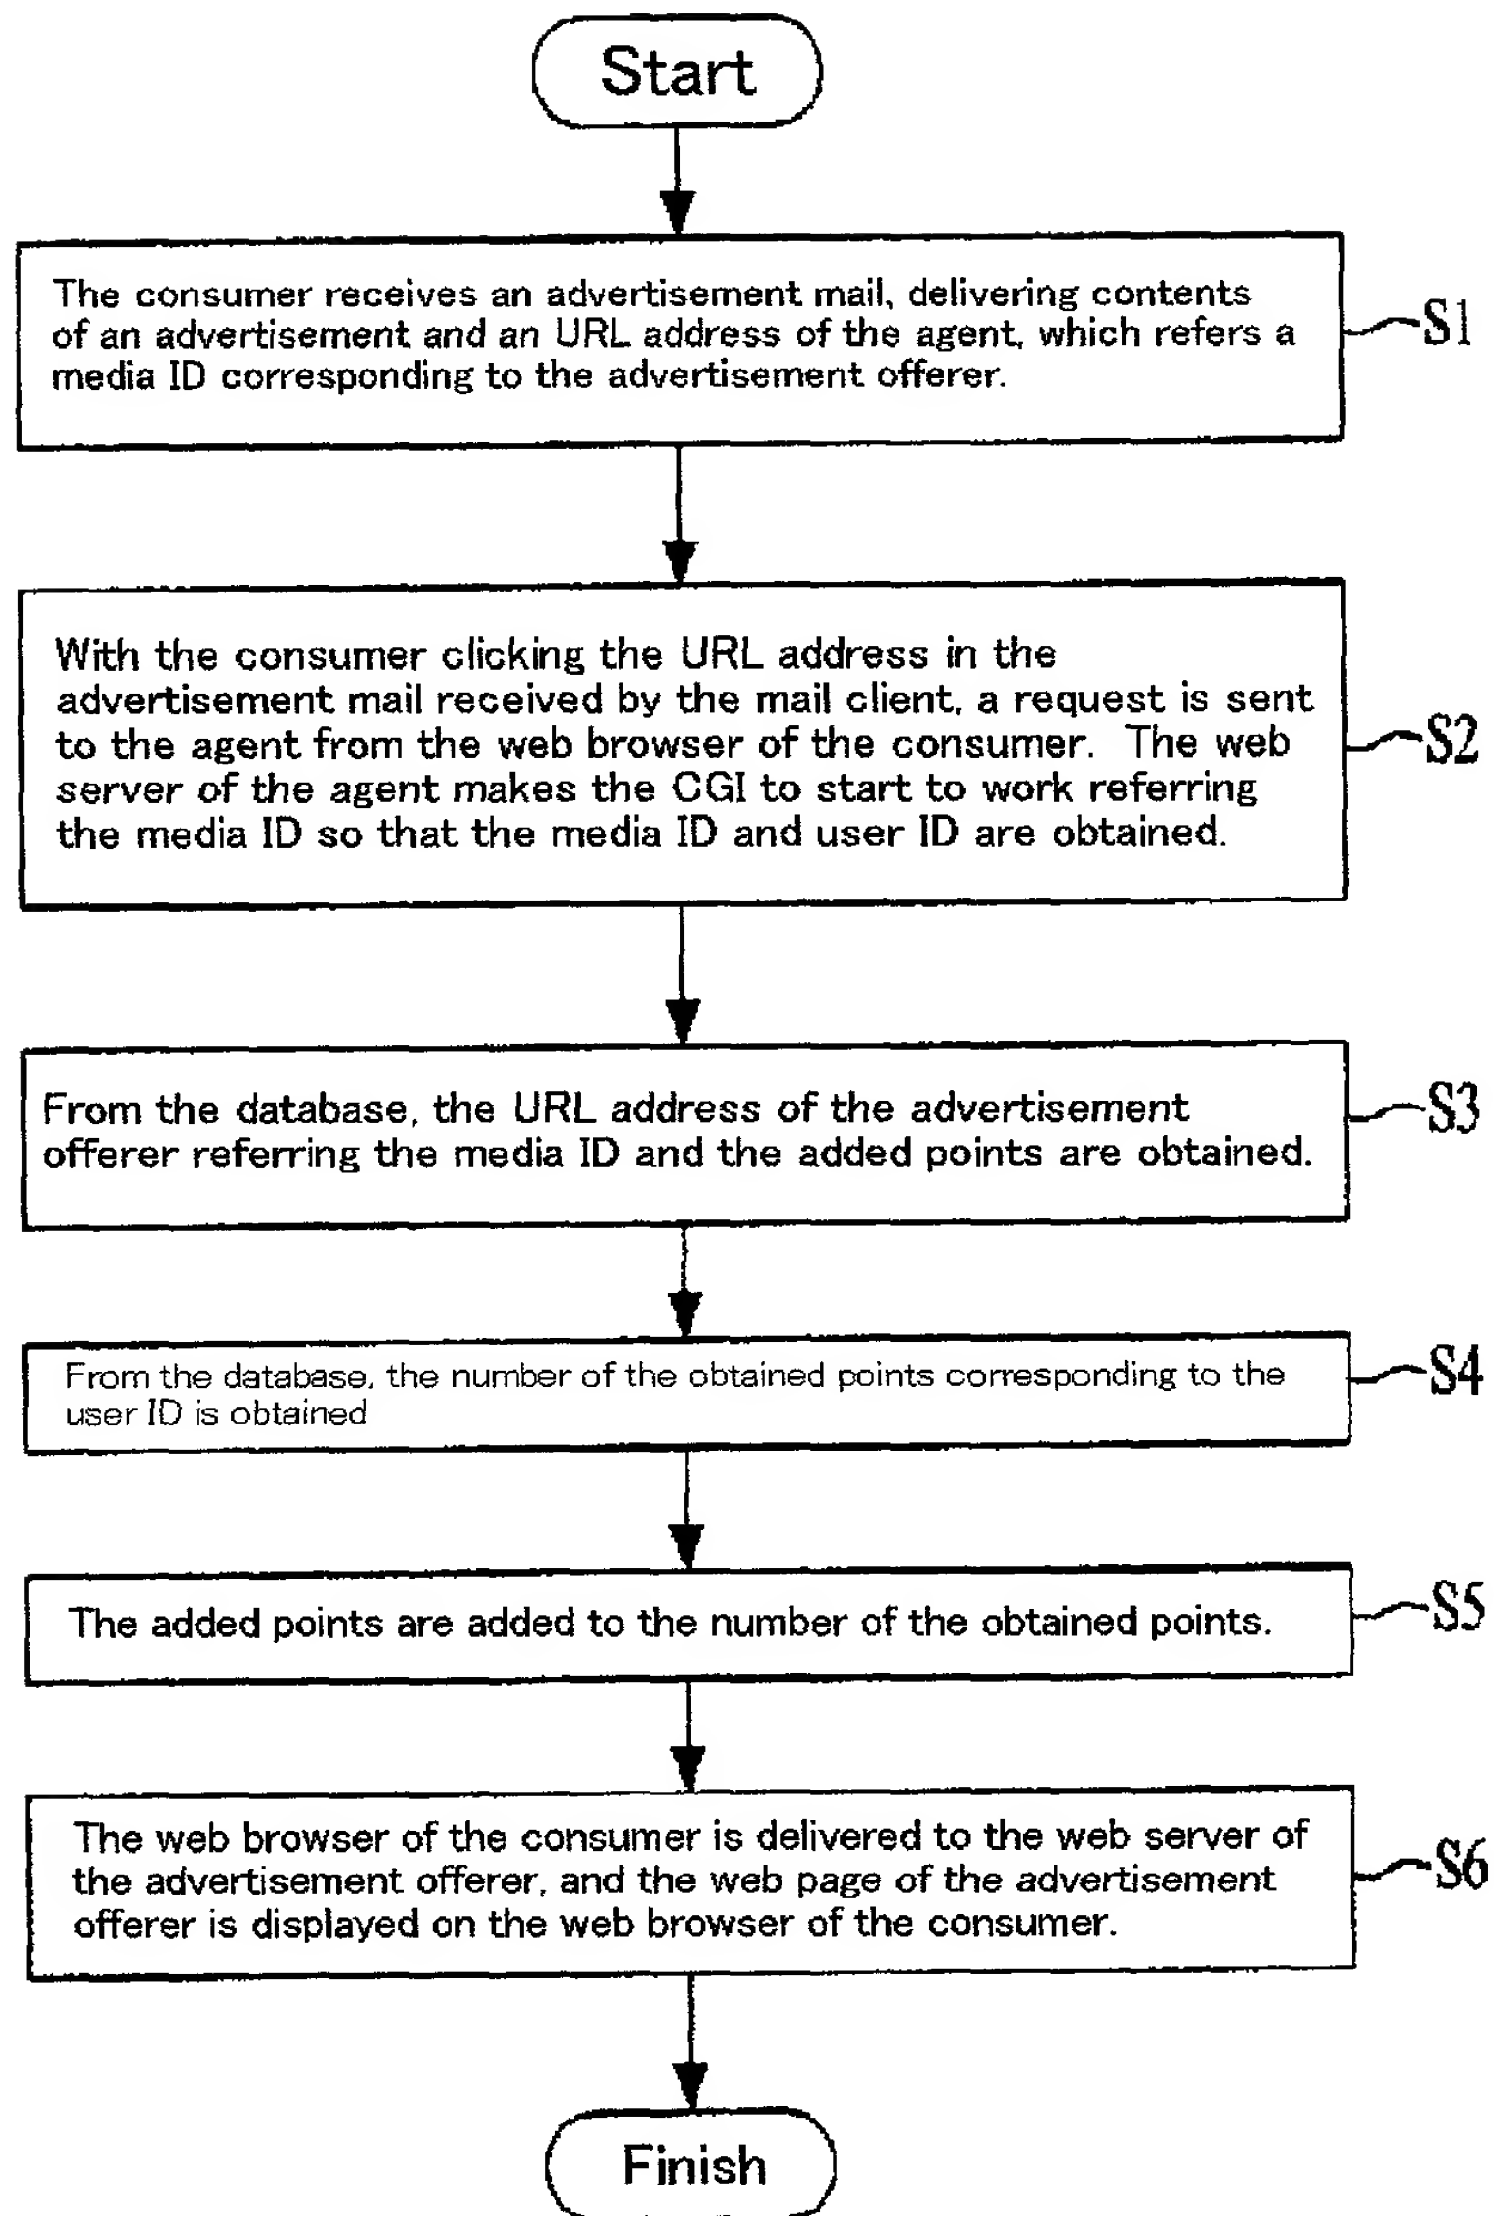 Start
The consumer receives an advertisement mail, delivering contents
of an advertisement and an URL address of the agent, which refers a
media ID corresponding to the advertisement offerer.
S1
With the consumer clicking the URL address in the
advertisement mail received by the mail client, a request is sent
to the agent from the web browser of the consumer. The web
server of the agent makes the CGI to start to work referring
the media ID so that the media ID and user ID are obtained.
S2
From the database, the URL address of the advertisement
offerer referring the media ID and the added points are obtained.
S3
From the database, the number of the obtained points corresponding to the
user ID is obtained
S4
The added points are added to the number of the obtained points.
S5
The web browser of the consumer is delivered to the web server of
the advertisement offerer, and the web page of the advertisement
offerer is displayed on the web browser of the consumer.
S6
Finish